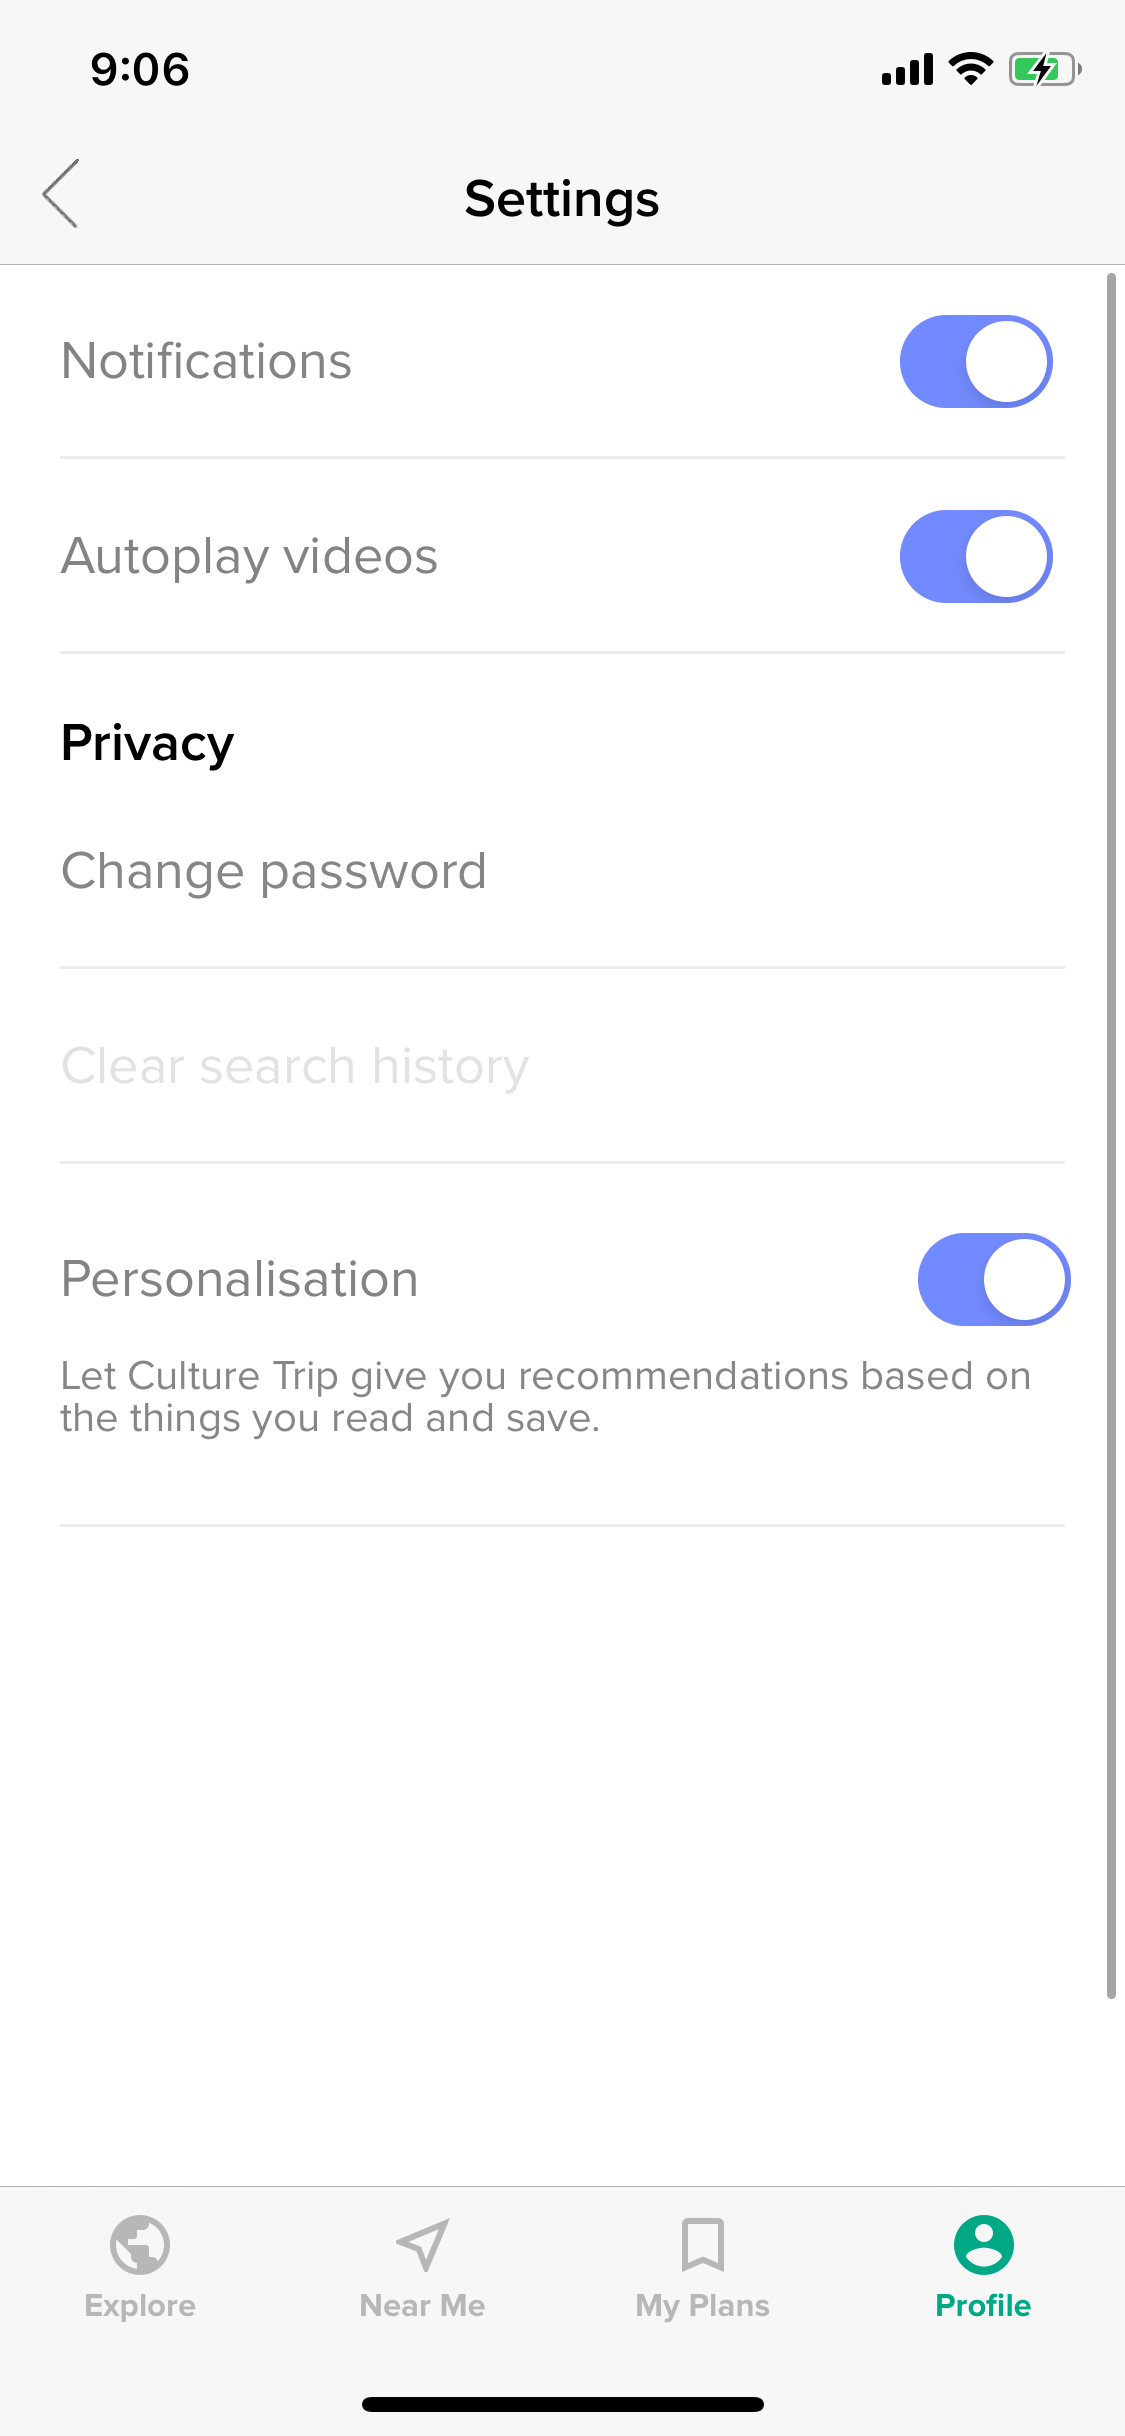 9:06
Settings
Notifications
Autoplay videos
Privacy
Change password
Clear search history
Personalisation
Let Culture Trip give you recommendations based on
the things you read and save.
Explore
Near Me
My Plans
Profile